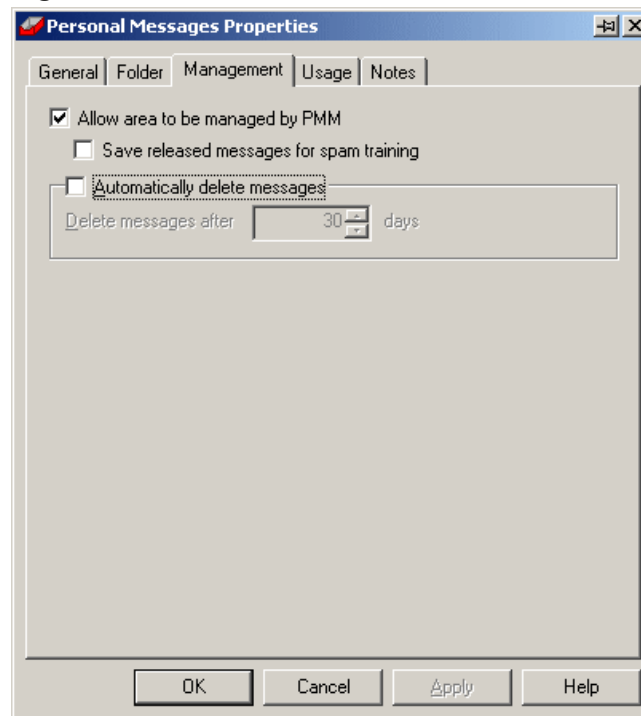 Personal Messages Properties
General Folder Management Usage Notes
Allow area to be managed by PMM
Save released messages for spam training
Automatically delete messages
Delete messages after 30 days
OK Cancel Apply Help